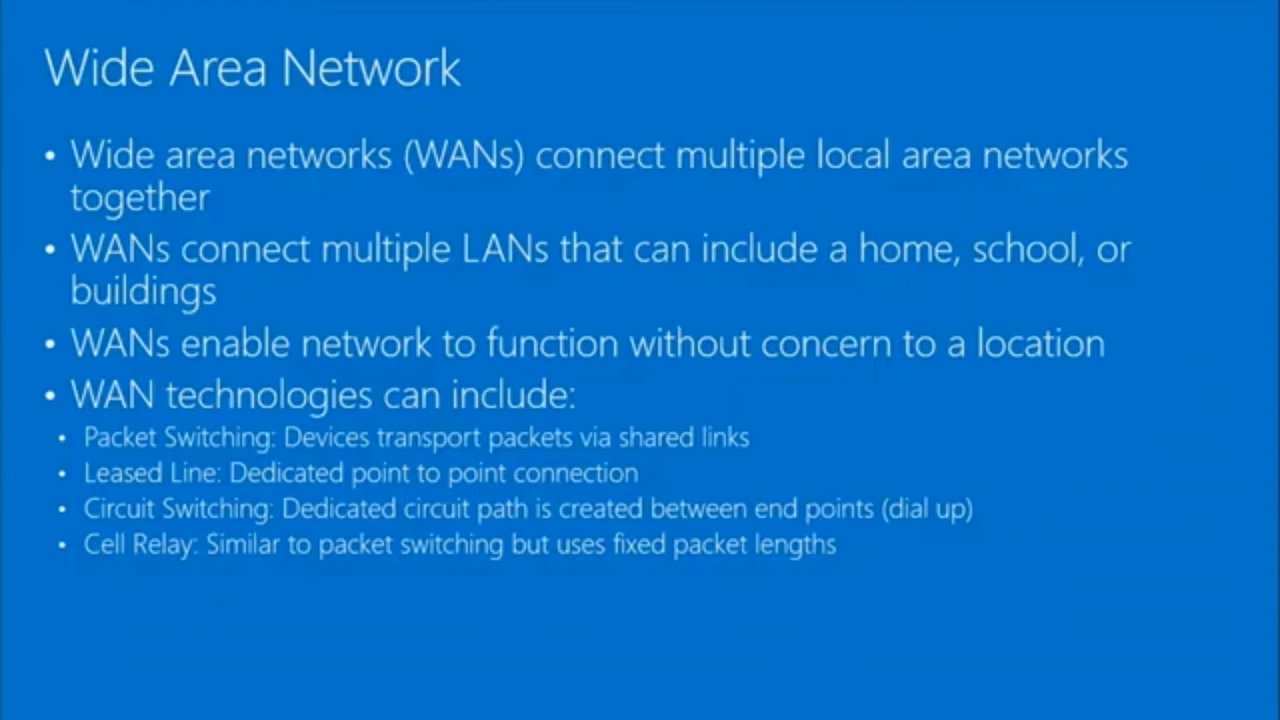 Wide Area Network
• Wide area networks (WANs) connect multiple local area networks
together
• WANs connect multiple LANs that can include a home, school, or
buildings
• WANs enable network to function without concern to a location
• WAN technologies can include:
• Packet Switching: Devices transport packets via shared links
• Leased Line: Dedicated point to point connection
• Circuit Switching: Dedicated circuit path is created between end points (dial up)
• Cell Relay: Similar to packet switching but uses fixed packet lengths